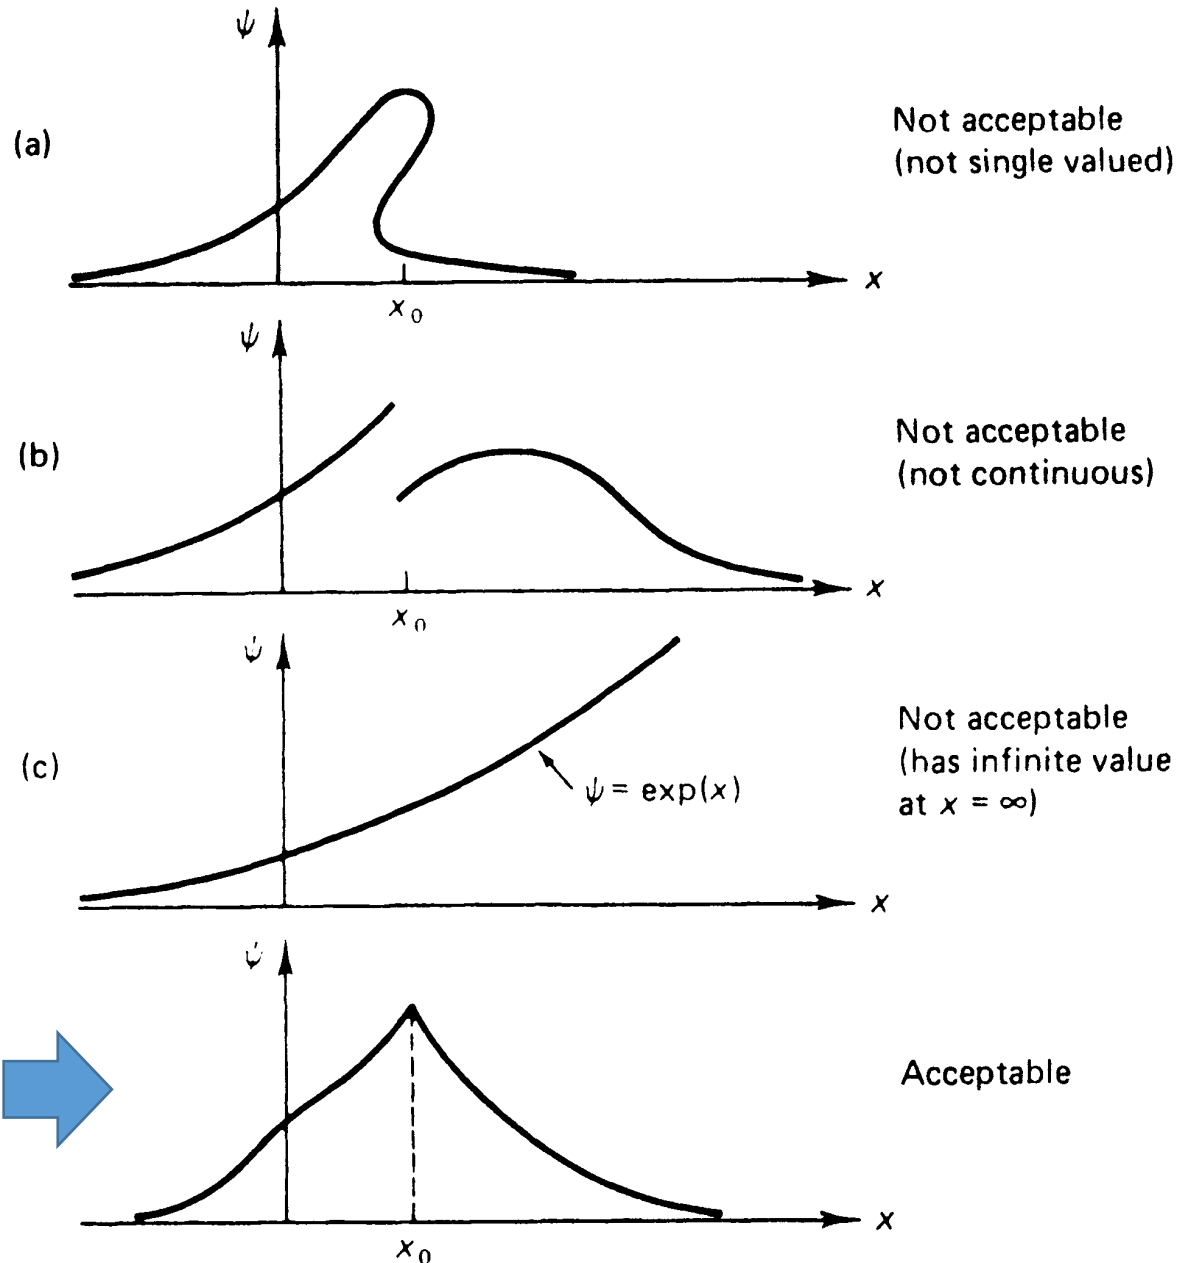 ψ
(a)
Not acceptable
(not single valued)
x
x₀
ψ
(b)
Not acceptable
(not continuous)
x
x₀
ψ
(c)
Not acceptable
(has infinite value
at x = ∞)
ψ = exp(x)
x
ψ
Acceptable
x
x₀